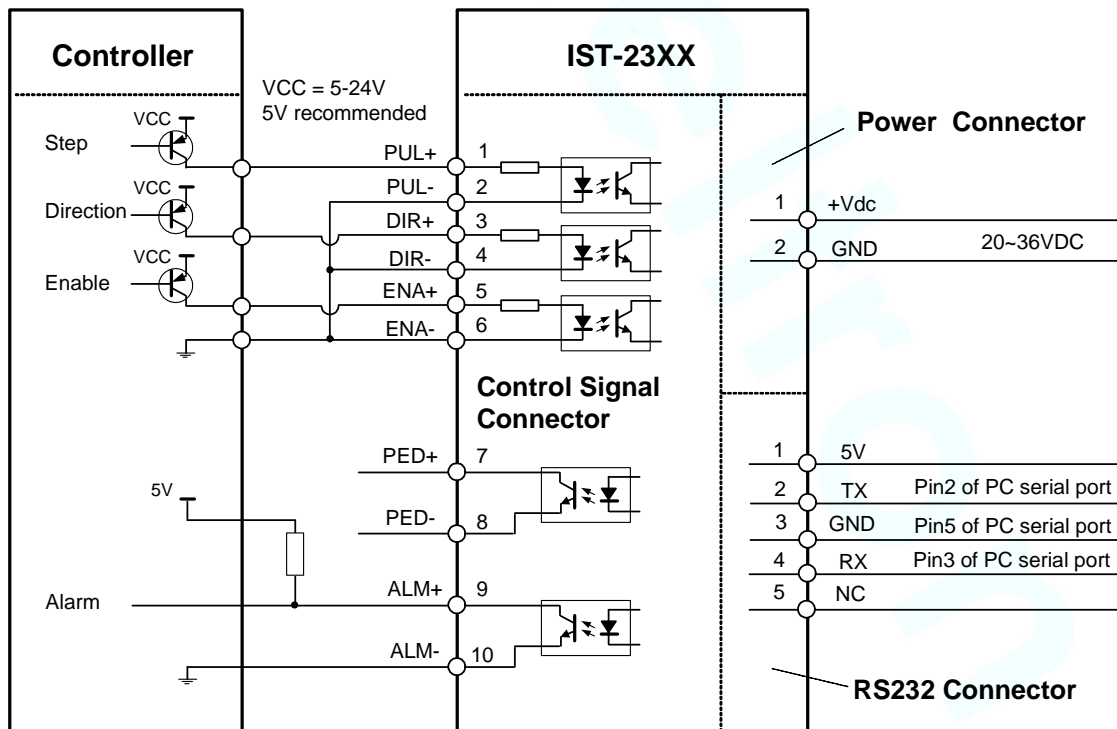 Controller
IST-23XX
VCC = 5-24V
5V recommended
Power Connector
Step
VCC
PUL+ 1
PUL- 2
Direction
VCC
DIR+ 3
DIR- 4
Enable
VCC
ENA+ 5
ENA- 6
1 +Vdc
2 GND
20~36VDC
Control Signal
Connector
PED+ 7
PED- 8
5V
Alarm
ALM+ 9
ALM- 10
1 5V
2 TX Pin2 of PC serial port
3 GND Pin5 of PC serial port
4 RX Pin3 of PC serial port
5 NC
RS232 Connector